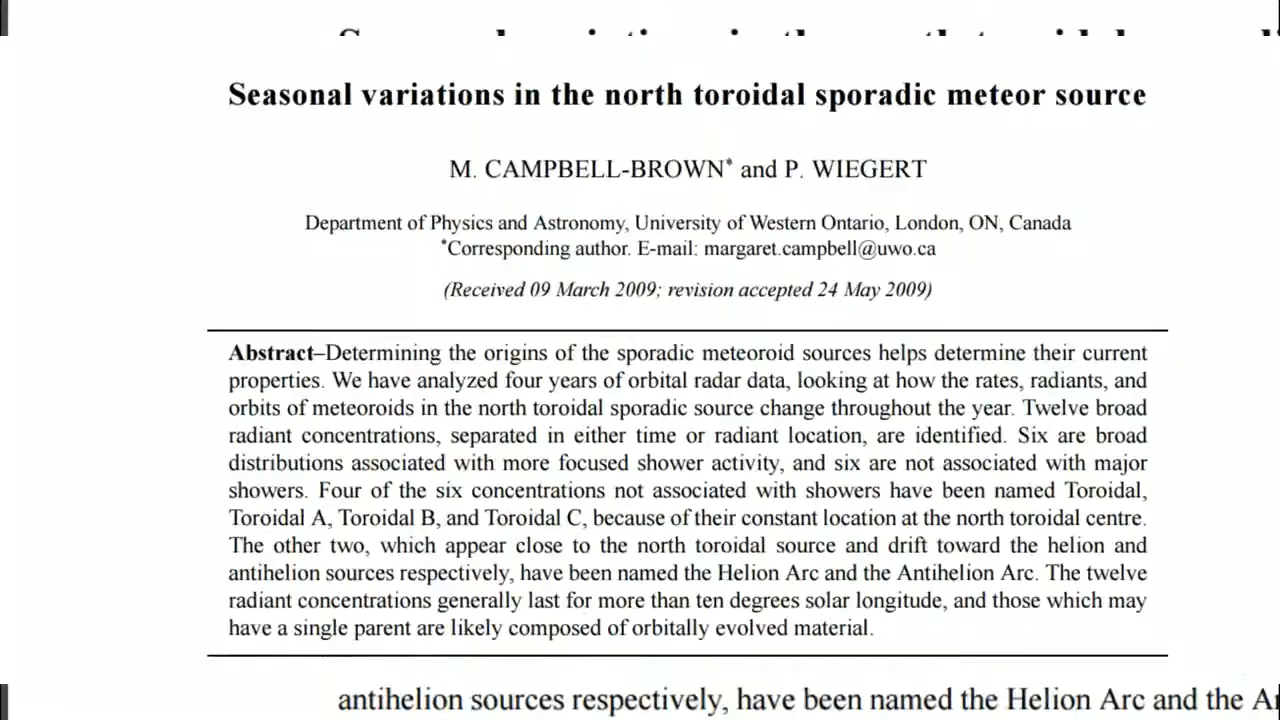 Seasonal variations in the north toroidal sporadic meteor source
M. CAMPBELL-BROWN* and P. WIEGERT
Department of Physics and Astronomy, University of Western Ontario, London, ON, Canada
*Corresponding author. E-mail: margaret.campbell@uwo.ca
(Received 09 March 2009; revision accepted 24 May 2009)
Abstract–Determining the origins of the sporadic meteoroid sources helps determine their current
properties. We have analyzed four years of orbital radar data, looking at how the rates, radiants, and
orbits of meteoroids in the north toroidal sporadic source change throughout the year. Twelve broad
radiant concentrations, separated in either time or radiant location, are identified. Six are broad
distributions associated with more focused shower activity, and six are not associated with major
showers. Four of the six concentrations not associated with showers have been named Toroidal,
Toroidal A, Toroidal B, and Toroidal C, because of their constant location at the north toroidal centre.
The other two, which appear close to the north toroidal source and drift toward the helion and
antihelion sources respectively, have been named the Helion Arc and the Antihelion Arc. The twelve
radiant concentrations generally last for more than ten degrees solar longitude, and those which may
have a single parent are likely composed of orbitally evolved material.
antihelion sources respectively, have been named the Helion Arc and the